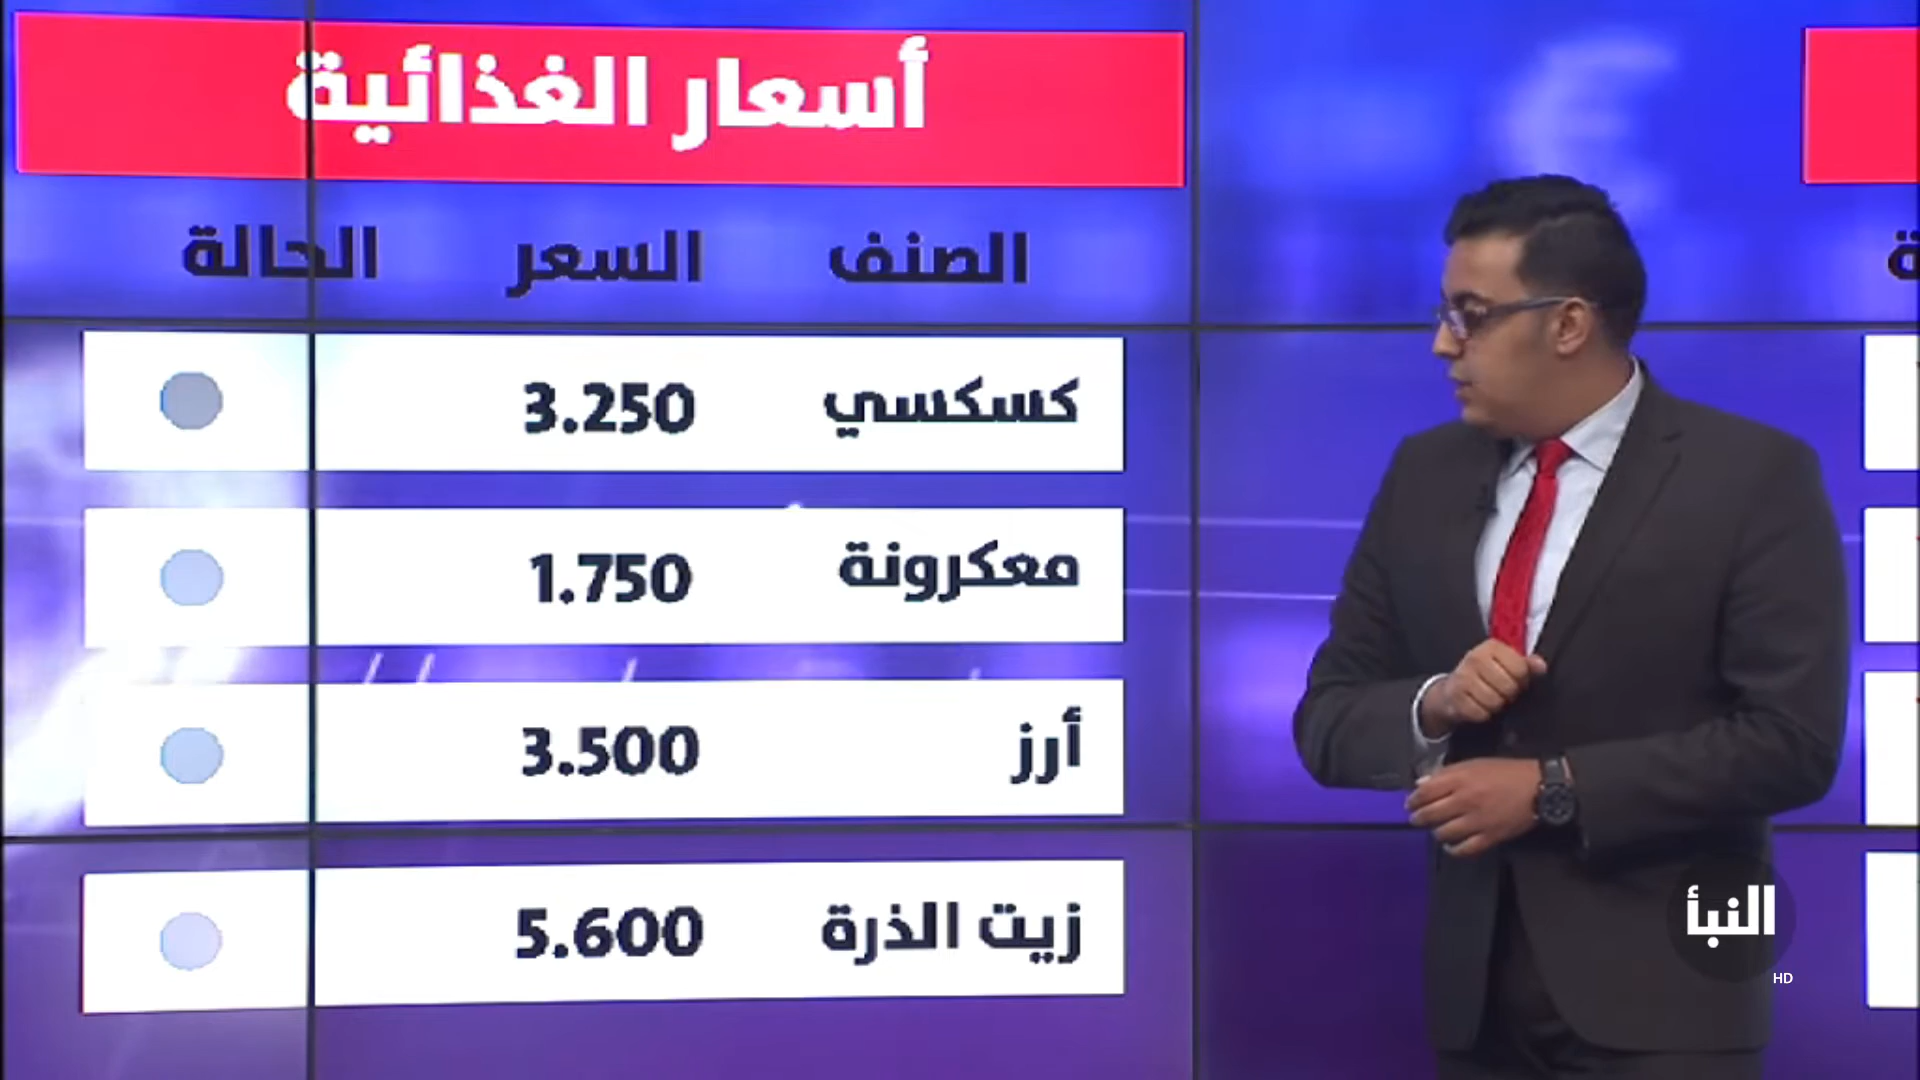 أسعار الغذائية
الصنف السعر الحالة
كسكسي 3.250
معكرونة 1.750
أرز 3.500
زيت الذرة 5.600
النبأ
HD